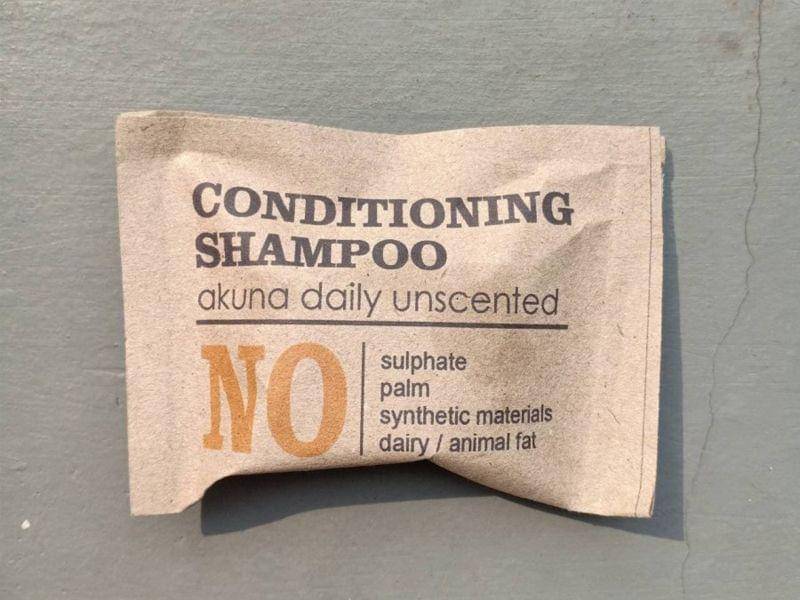 CONDITIONING
SHAMPOO
akuna daily unscented
NO
sulphate
palm
synthetic materials
dairy / animal fat